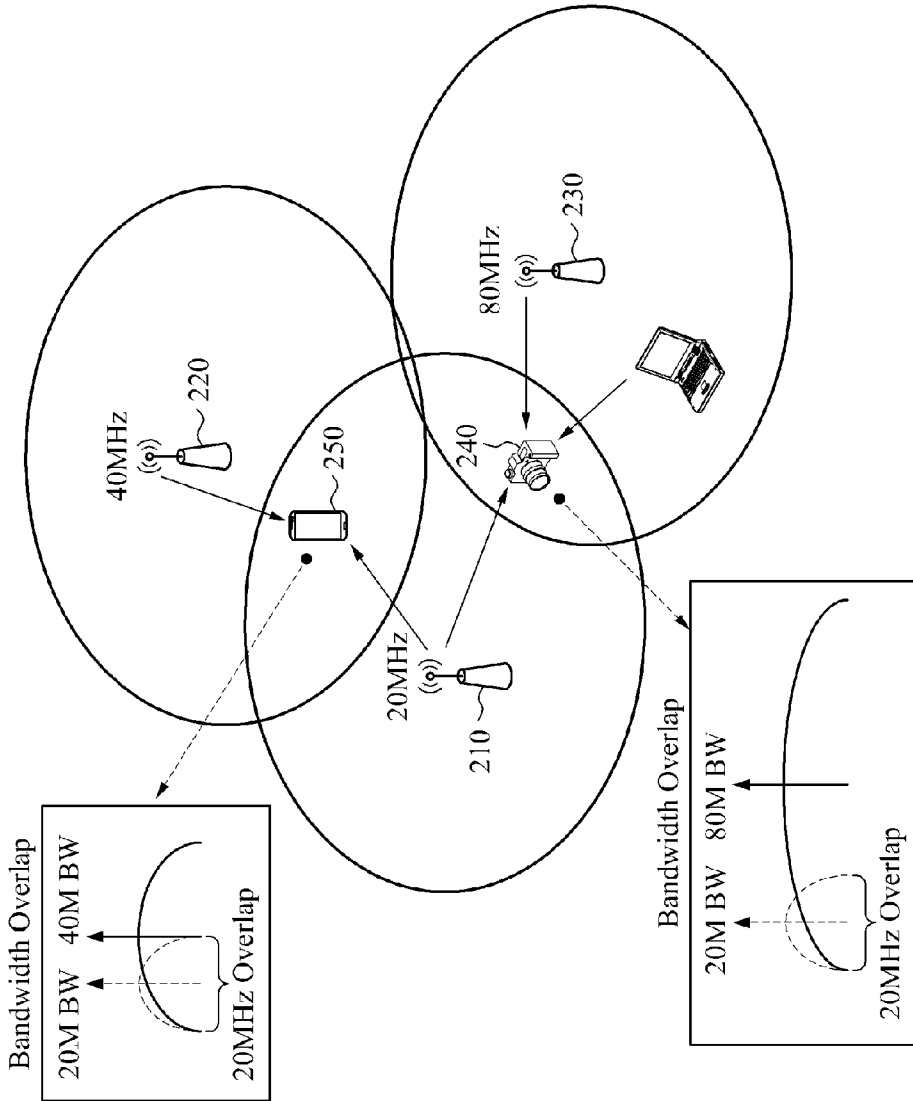 Bandwidth Overlap
20M BW 40M BW
20MHz Overlap
40MHz
220
250
20MHz
210
80MHz
230
240
Bandwidth Overlap
20M BW 80M BW
20MHz Overlap